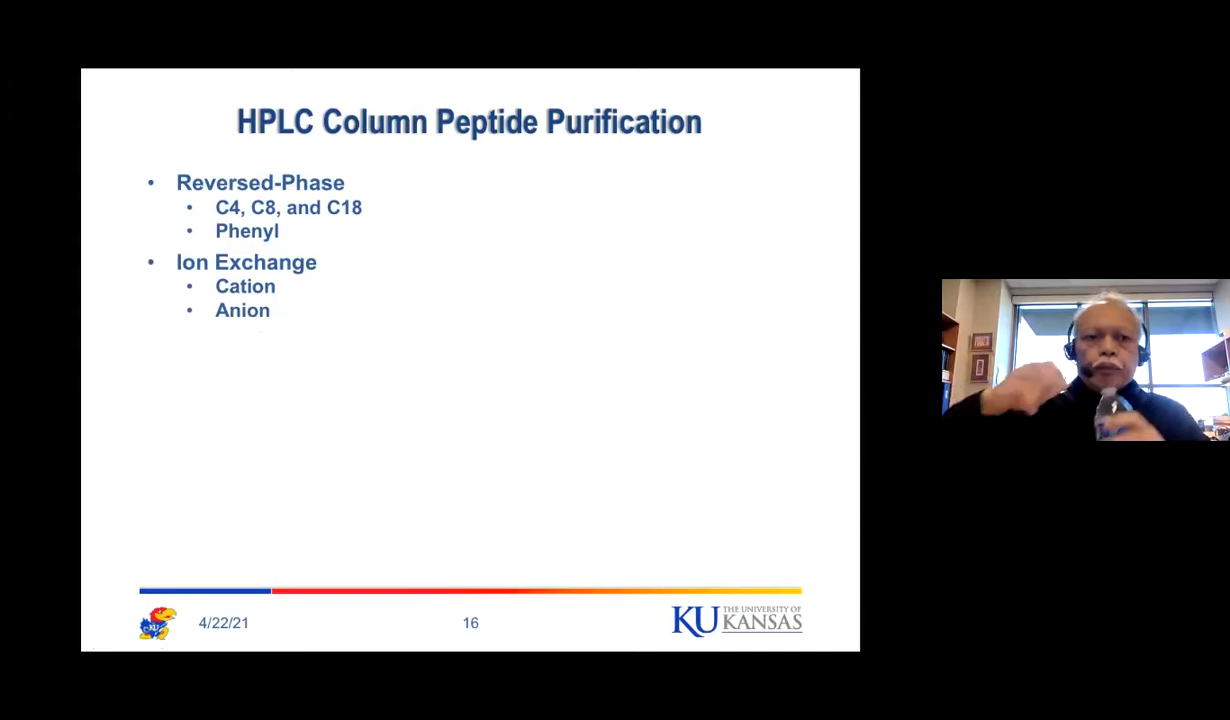 HPLC Column Peptide Purification
• Reversed-Phase
• C4, C8, and C18
• Phenyl
• Ion Exchange
• Cation
• Anion
KU
4/22/21
16
KU THE UNIVERSITY OF
KANSAS